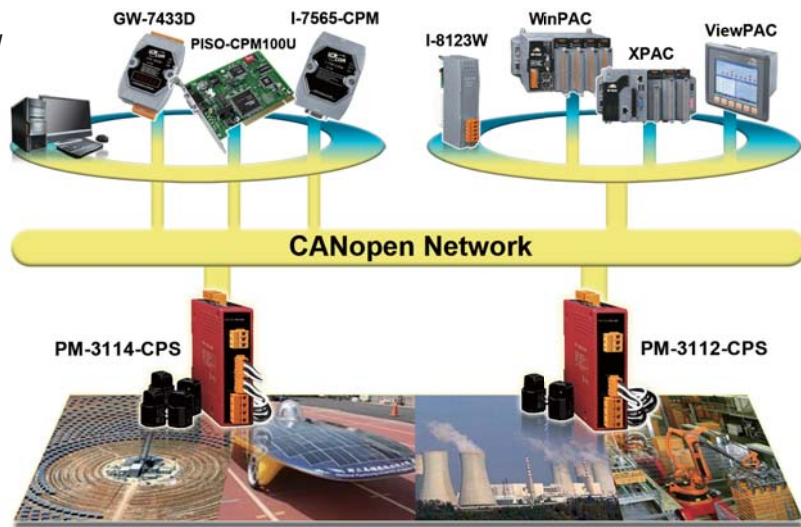 GW-7433D
I-7565-CPM
PISO-CPM100U
I-8123W
WinPAC
XPAC
ViewPAC
CANopen Network
PM-3114-CPS
PM-3112-CPS